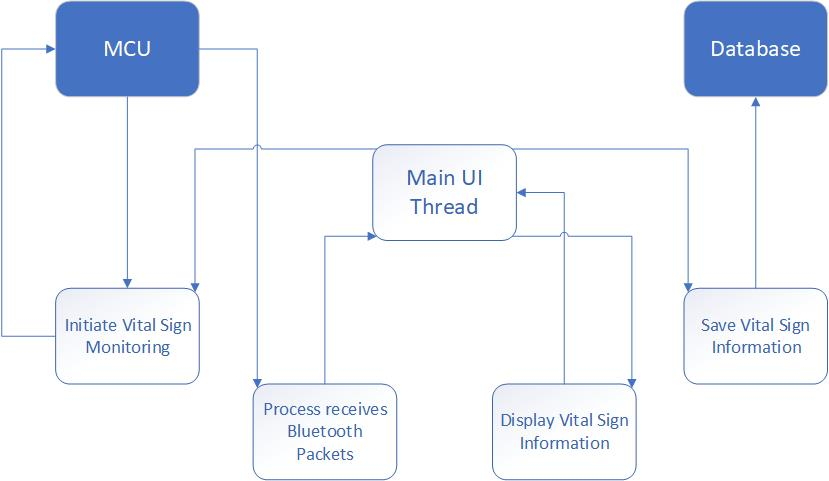 MCU
Database
Main UI
Thread
Initiate Vital Sign
Monitoring
Save Vital Sign
Information
Process receives
Bluetooth
Packets
Display Vital Sign
Information